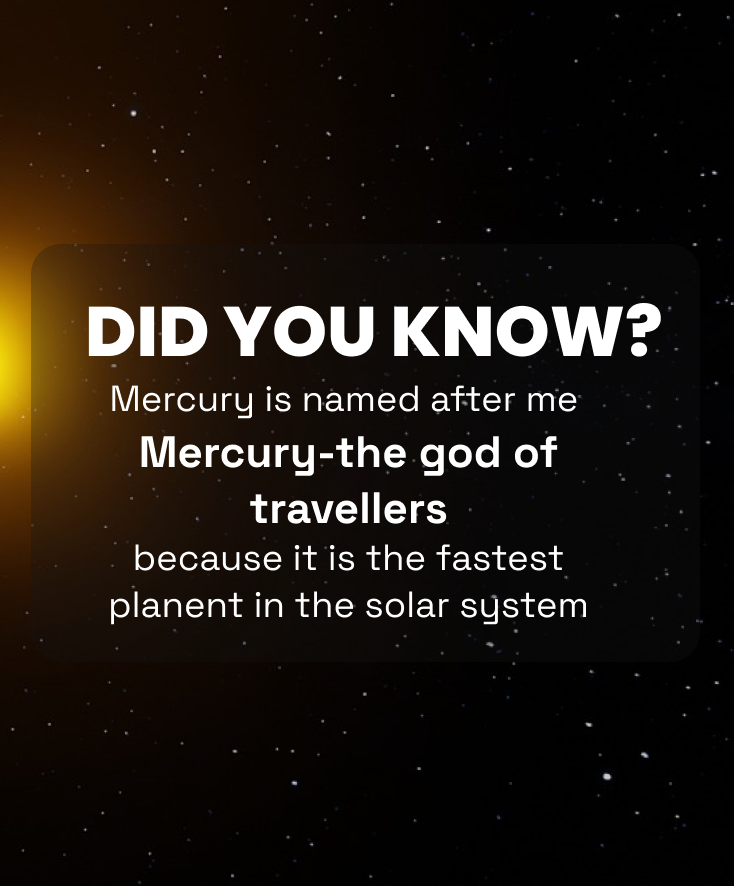 DID YOU KNOW?
Mercury is named after me
Mercury-the god of
travellers
because it is the fastest
planent in the solar system